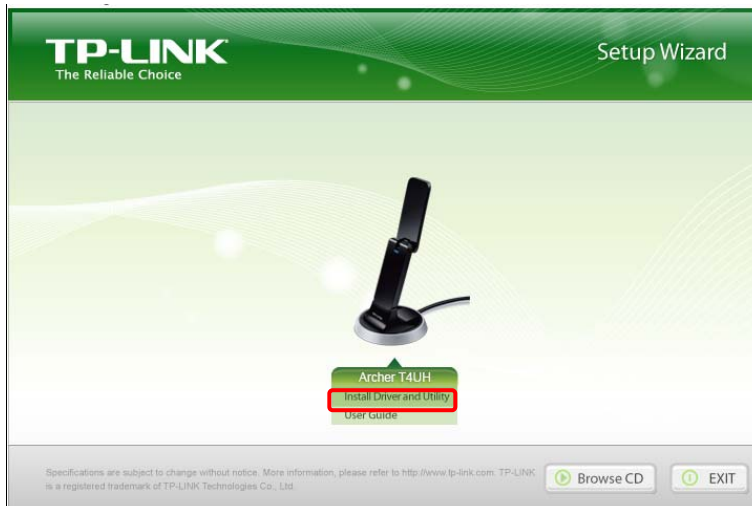 TP-LINK
The Reliable Choice
Setup Wizard
Archer T4UH
Install Driver and Utility
User Guide
Specifications are subject to change without notice. More information, please refer to http://www.tp-link.com. TP-LINK
is a registered trademark of TP-LINK Technologies Co., Ltd.
Browse CD
EXIT